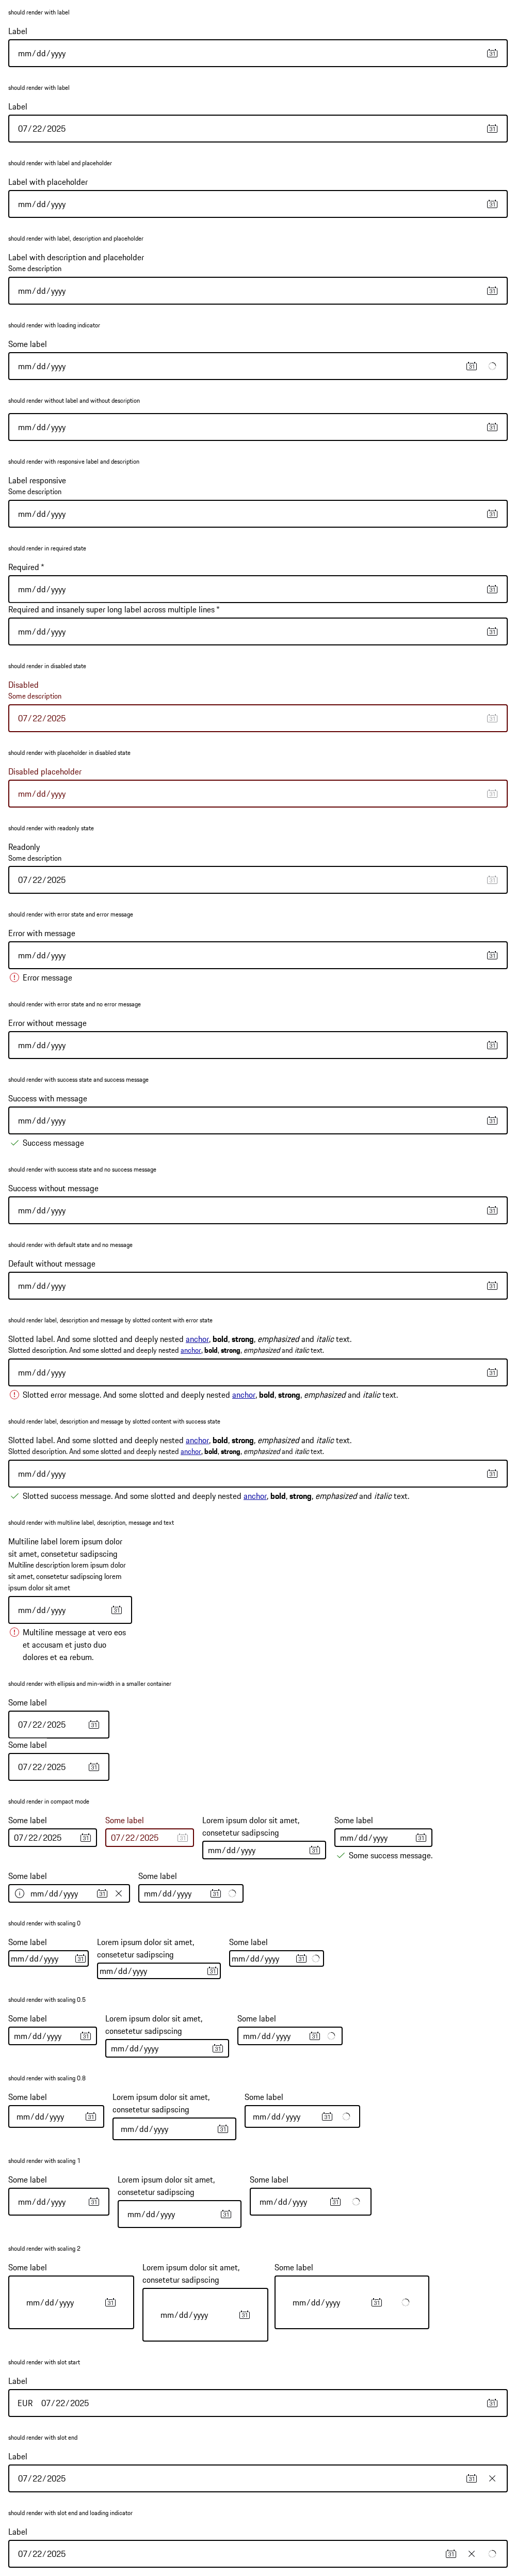 should render with label
Label
mm/dd/yyyy
should render with label
Label
07/22/2025
should render with label and placeholder
Label with placeholder
mm/dd/yyyy
should render with label, description and placeholder
Label with description and placeholder
Some description
mm/dd/yyyy
should render with loading indicator
Some label
mm/dd/yyyy
should render without label and without description
mm/dd/yyyy
should render with responsive label and description
Label responsive
Some description
mm/dd/yyyy
should render in required state
Required *
mm/dd/yyyy
Required and insanely super long label across multiple lines *
mm/dd/yyyy
should render in disabled state
Disabled
Some description
07/22/2025
should render with placeholder in disabled state
Disabled placeholder
mm/dd/yyyy
should render with readonly state
Readonly
Some description
07/22/2025
should render with error state and error message
Error with message
mm/dd/yyyy
Error message
should render with error state and no error message
Error without message
mm/dd/yyyy
should render with success state and success message
Success with message
mm/dd/yyyy
Success message
should render with success state and no success message
Success without message
mm/dd/yyyy
should render with default state and no message
Default without message
mm/dd/yyyy
should render label, description and message by slotted content with error state
Slotted label. And some slotted and deeply nested anchor, bold, strong, emphasized and italic text.
Slotted description. And some slotted and deeply nested anchor, bold, strong, emphasized and italic text.
mm/dd/yyyy
Slotted error message. And some slotted and deeply nested anchor, bold, strong, emphasized and italic text.
should render label, description and message by slotted content with success state
Slotted label. And some slotted and deeply nested anchor, bold, strong, emphasized and italic text.
Slotted description. And some slotted and deeply nested anchor, bold, strong, emphasized and italic text.
mm/dd/yyyy
Slotted success message. And some slotted and deeply nested anchor, bold, strong, emphasized and italic text.
should render with multiline label, description, message and text
Multiline label lorem ipsum dolor
sit amet, consetetur sadipscing
Multiline description lorem ipsum dolor
sit amet, consetetur sadipscing lorem
ipsum dolor sit amet
mm/dd/yyyy
Multiline message at vero eos
et accusam et justo duo
dolores et ea rebum.
should render with ellipsis and min-width in a smaller container
Some label
07/22/2025
Some label
07/22/2025
should render in compact mode
Some label
07/22/2025
Some label
07/22/2025
Lorem ipsum dolor sit amet,
consetetur sadipscing
mm/dd/yyyy
Some label
mm/dd/yyyy
Some success message.
Some label
mm/dd/yyyy
Some label
mm/dd/yyyy
should render with scaling 0
Some label
mm/dd/yyyy
Lorem ipsum dolor sit amet,
consetetur sadipscing
mm/dd/yyyy
Some label
mm/dd/yyyy
should render with scaling 0.5
Some label
mm/dd/yyyy
Lorem ipsum dolor sit amet,
consetetur sadipscing
mm/dd/yyyy
Some label
mm/dd/yyyy
should render with scaling 0.8
Some label
mm/dd/yyyy
Lorem ipsum dolor sit amet,
consetetur sadipscing
mm/dd/yyyy
Some label
mm/dd/yyyy
should render with scaling 1
Some label
mm/dd/yyyy
Lorem ipsum dolor sit amet,
consetetur sadipscing
mm/dd/yyyy
Some label
mm/dd/yyyy
should render with scaling 2
Some label
mm/dd/yyyy
Lorem ipsum dolor sit amet,
consetetur sadipscing
mm/dd/yyyy
Some label
mm/dd/yyyy
should render with slot start
Label
EUR 07/22/2025
should render with slot end
Label
07/22/2025
should render with slot end and loading indicator
Label
07/22/2025